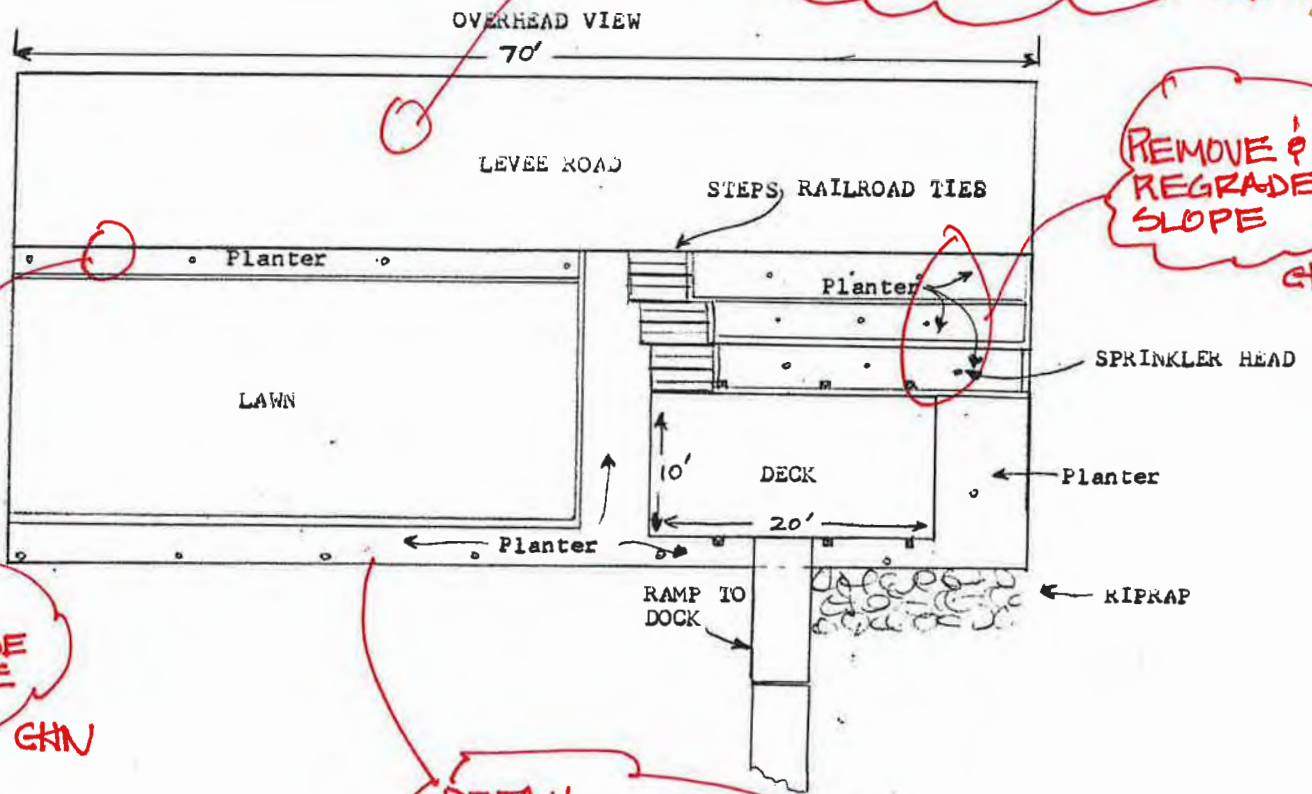 OVERHEAD VIEW
70'
LEVEE ROAD
STEPS RAILROAD TIES
REMOVE &
REGRADE
SLOPE
Planter
Planter
SPRINKLER HEAD
LAWN
10'
DECK
20'
Planter
Planter
RAMP TO
DOCK
RIPRAP
GHN